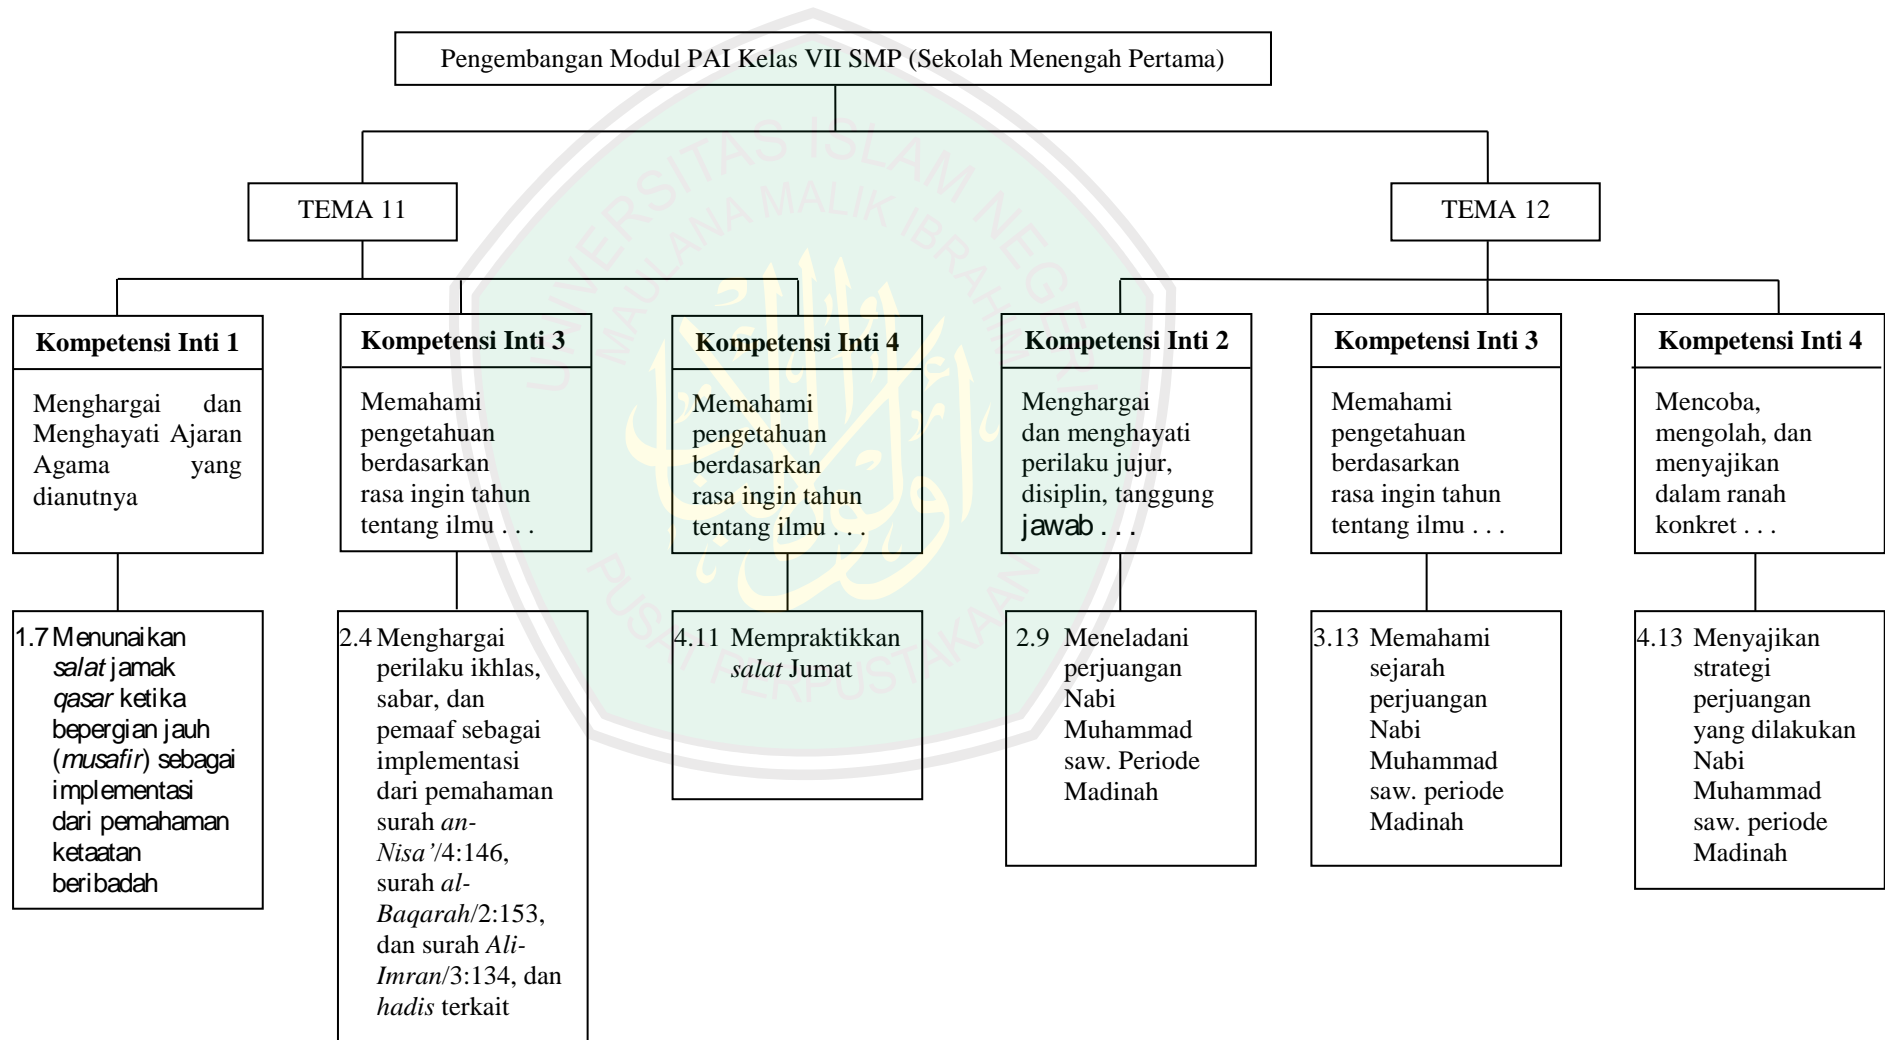 Pengembangan Modul PAI Kelas VII SMP (Sekolah Menengah Pertama)
TEMA 11
TEMA 12
Kompetensi Inti 1
Menghargai dan
Menghayati Ajaran
Agama yang
dianutnya
Kompetensi Inti 3
Memahami
pengetahuan
berdasarkan
rasa ingin tahun
tentang ilmu . . .
Kompetensi Inti 4
Memahami
pengetahuan
berdasarkan
rasa ingin tahun
tentang ilmu . . .
Kompetensi Inti 2
Menghargai
dan menghayati
perilaku jujur,
disiplin, tanggung
jawab . . .
Kompetensi Inti 3
Memahami
pengetahuan
berdasarkan
rasa ingin tahun
tentang ilmu . . .
Kompetensi Inti 4
Mencoba,
mengolah, dan
menyajikan
dalam ranah
konkret . . .
1.7 Menunaikan
salat jamak
qasar ketika
bepergian jauh
(musafir) sebagai
implementasi
dari pemahaman
ketaatan
beribadah
2.4 Menghargai
perilaku ikhlas,
sabar, dan
pemaaf sebagai
implementasi
dari pemahaman
surah an-
Nisa’/4:146,
surah al-
Baqarah/2:153,
dan surah Ali-
Imran/3:134, dan
hadis terkait
4.11 Mempraktikkan
salat Jumat
2.9 Meneladani
perjuangan
Nabi
Muhammad
saw. Periode
Madinah
3.13 Memahami
sejarah
perjuangan
Nabi
Muhammad
saw. periode
Madinah
4.13 Menyajikan
strategi
perjuangan
yang dilakukan
Nabi
Muhammad
saw. periode
Madinah
UNIVERSITAS ISLAM NEGERI
MAULANA MALIK IBRAHIM
PUSAT PERPUSTAKAAN